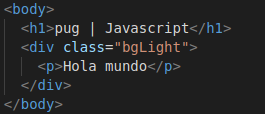 <body>
<h1>pug | Javascript</h1>
<div class="bgLight">
<p>Hola mundo</p>
</div>
</body>